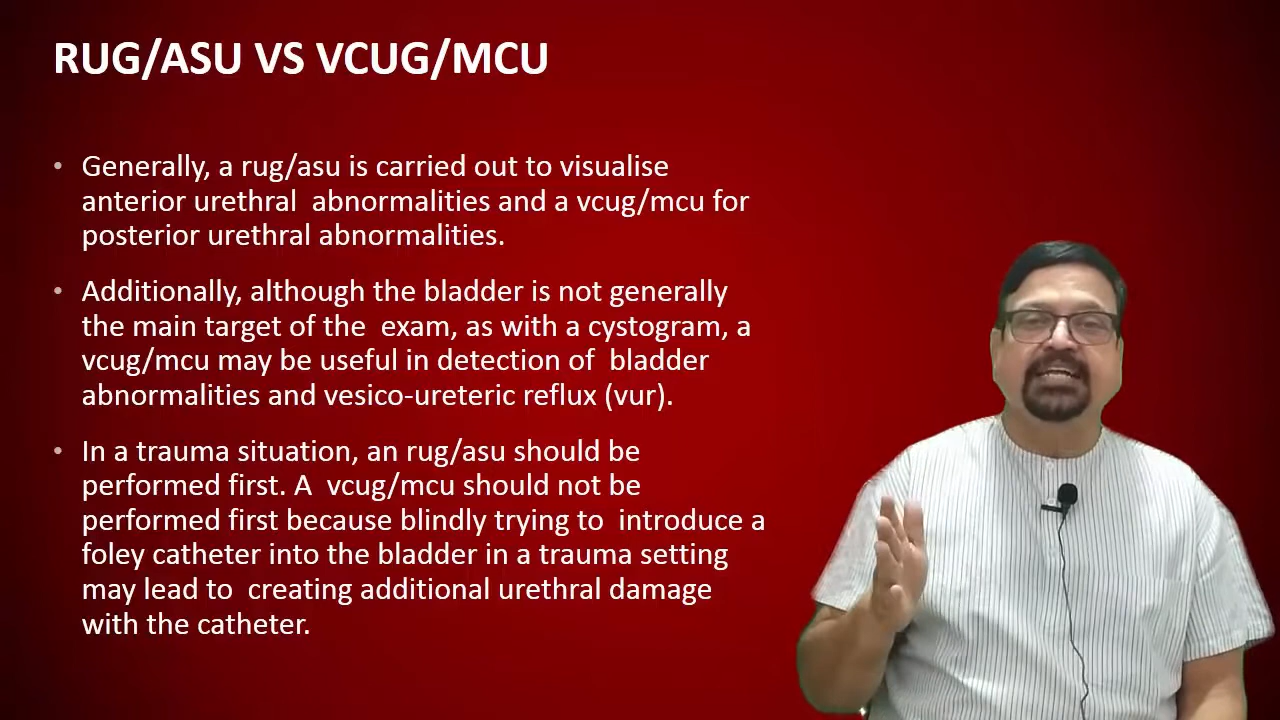 RUG/ASU VS VCUG/MCU
• Generally, a rug/asu is carried out to visualise
anterior urethral abnormalities and a vcug/mcu for
posterior urethral abnormalities.
• Additionally, although the bladder is not generally
the main target of the exam, as with a cystogram, a
vcug/mcu may be useful in detection of bladder
abnormalities and vesico-ureteric reflux (vur).
• In a trauma situation, an rug/asu should be
performed first. A vcug/mcu should not be
performed first because blindly trying to introduce a
foley catheter into the bladder in a trauma setting
may lead to creating additional urethral damage
with the catheter.